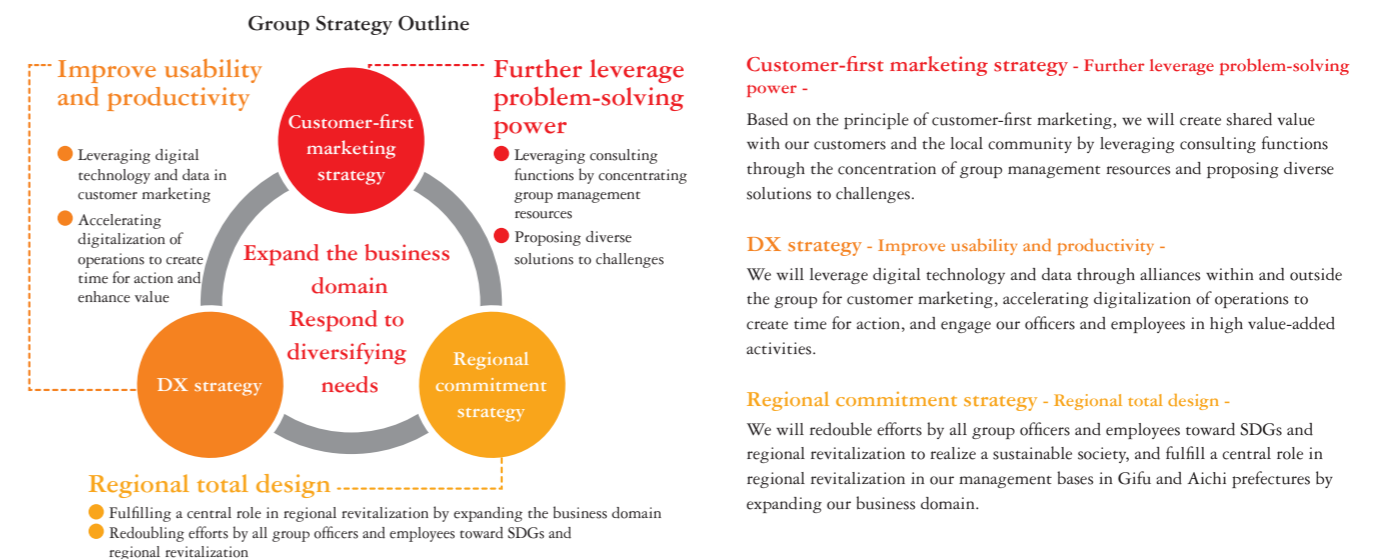 Group Strategy Outline
Improve usability
and productivity
Leveraging digital
technology and data in
customer marketing
Accelerating
digitalization of
operations to create
time for action and
enhance value
Customer-first
marketing
strategy
Further leverage
problem-solving
power
Leveraging consulting
functions by concentrating
group management
resources
Proposing diverse
solutions to challenges
Expand the business
domain
Respond to
diversifying
needs
DX strategy
Regional
commitment
strategy
Regional total design
Fulfilling a central role in regional revitalization by expanding the business domain
Redoubling efforts by all group officers and employees toward SDGs and
regional revitalization
Customer-first marketing strategy - Further leverage problem-solving
power -
Based on the principle of customer-first marketing, we will create shared value
with our customers and the local community by leveraging consulting functions
through the concentration of group management resources and proposing diverse
solutions to challenges.
DX strategy - Improve usability and productivity -
We will leverage digital technology and data through alliances within and outside
the group for customer marketing, accelerating digitalization of operations to
create time for action, and engage our officers and employees in high value-added
activities.
Regional commitment strategy - Regional total design -
We will redouble efforts by all group officers and employees toward SDGs and
regional revitalization to realize a sustainable society, and fulfill a central role in
regional revitalization in our management bases in Gifu and Aichi prefectures by
expanding our business domain.